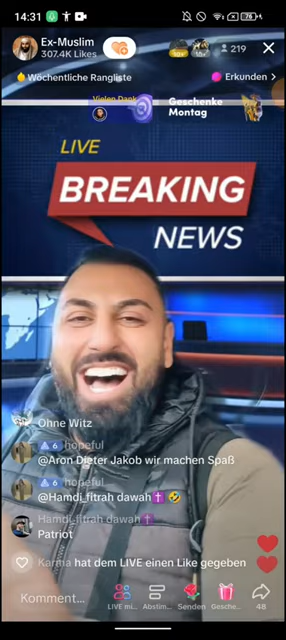 14:31
76
Ex-Muslim
307.4K Likes
219
Wöchentliche Rangliste
Erkunden >
Vielen Dank
Geschenke
Montag
LIVE
BREAKING
NEWS
Ohne Witz
6 hopeful
@Aron Dieter Jakob wir machen Spaß
6 hopeful
@Hamdi_fitrah dawah✝️🤣
Hamdi_fitrah dawah✝️
Patriot
Karma hat dem LIVE einen Like gegeben
Komment...
LIVE mi...
Abstim...
Senden
Gesche...
48